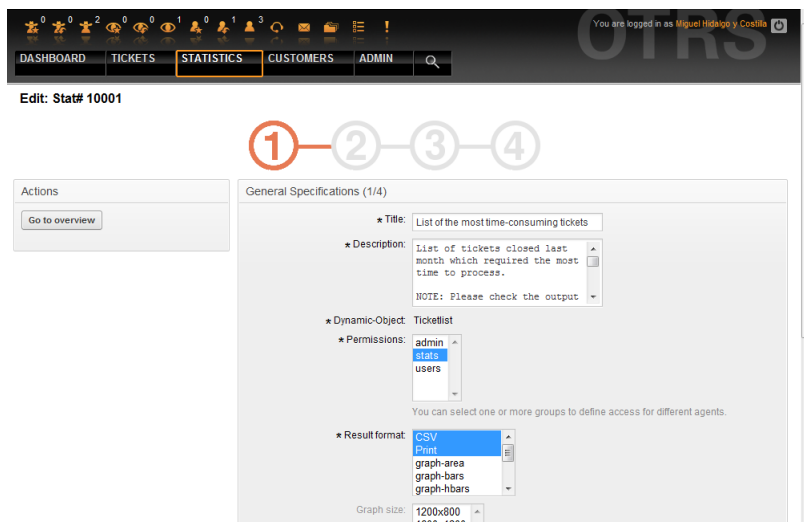 0 0 2 0 0 1 0 1 3
You are logged in as Miguel Hidalgo y Costilla
OTRS
DASHBOARD TICKETS STATISTICS CUSTOMERS ADMIN
Edit: Stat# 10001
1 2 3 4
Actions
Go to overview
General Specifications (1/4)
★ Title: List of the most time-consuming tickets
★ Description: List of tickets closed last
month which required the most
time to process.
NOTE: Please check the output
★ Dynamic-Object: Ticketlist
★ Permissions: admin
stats
users
You can select one or more groups to define access for different agents.
★ Result format: CSV
Print
graph-area
graph-bars
graph-hbars
Graph size: 1200x800